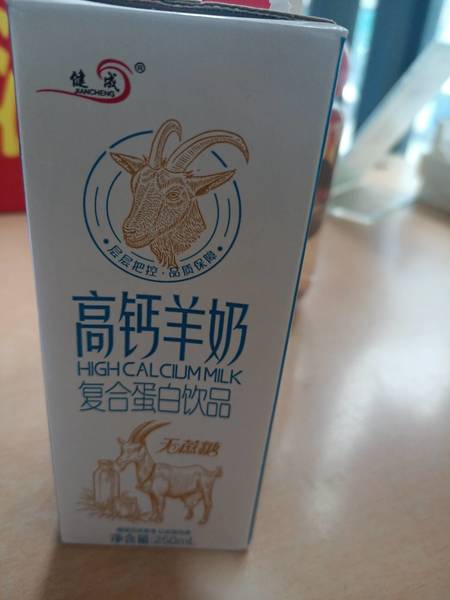 健成®
JIANCHENG
层层把控·品质保障
高钙羊奶
HIGH CALCIUM MILK
复合蛋白饮品
无蔗糖
净含量:250mL